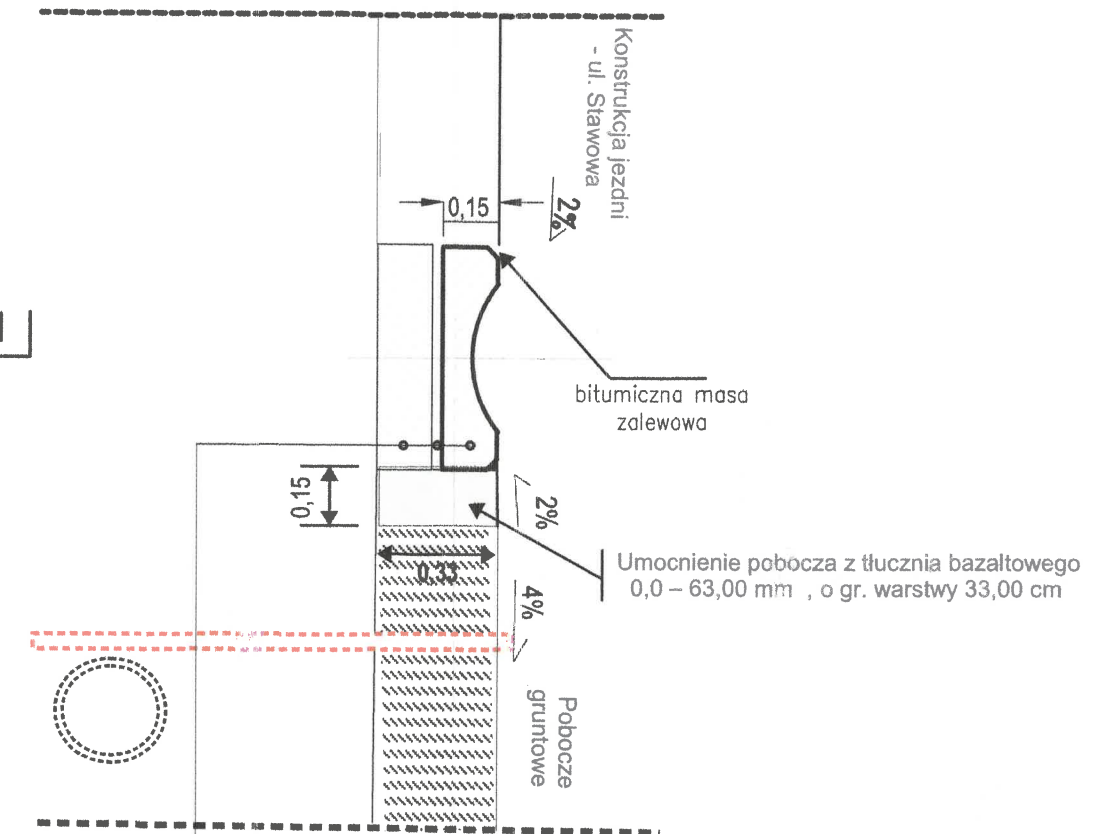 Konstrukcja jezdni
- ul. Stawowa
2%
0,15
bitumiczna masa
zalewowa
0,15
2%
0,33
Umocnienie pobocza z tłucznia bazaltowego
0,0 – 63,00 mm , o gr. warstwy 33,00 cm
4%
Pobocze
gruntowe